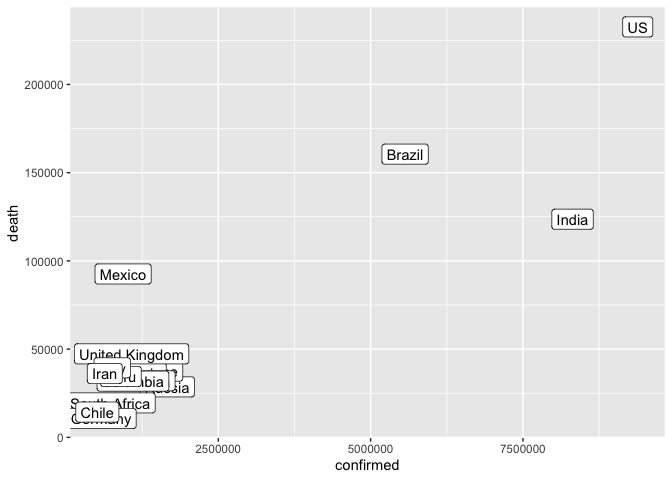 US
200000
Brazil
150000
India
death
100000
Mexico
50000
United Kingdom
Iran
South Africa
Chile
0
2500000
5000000
7500000
confirmed